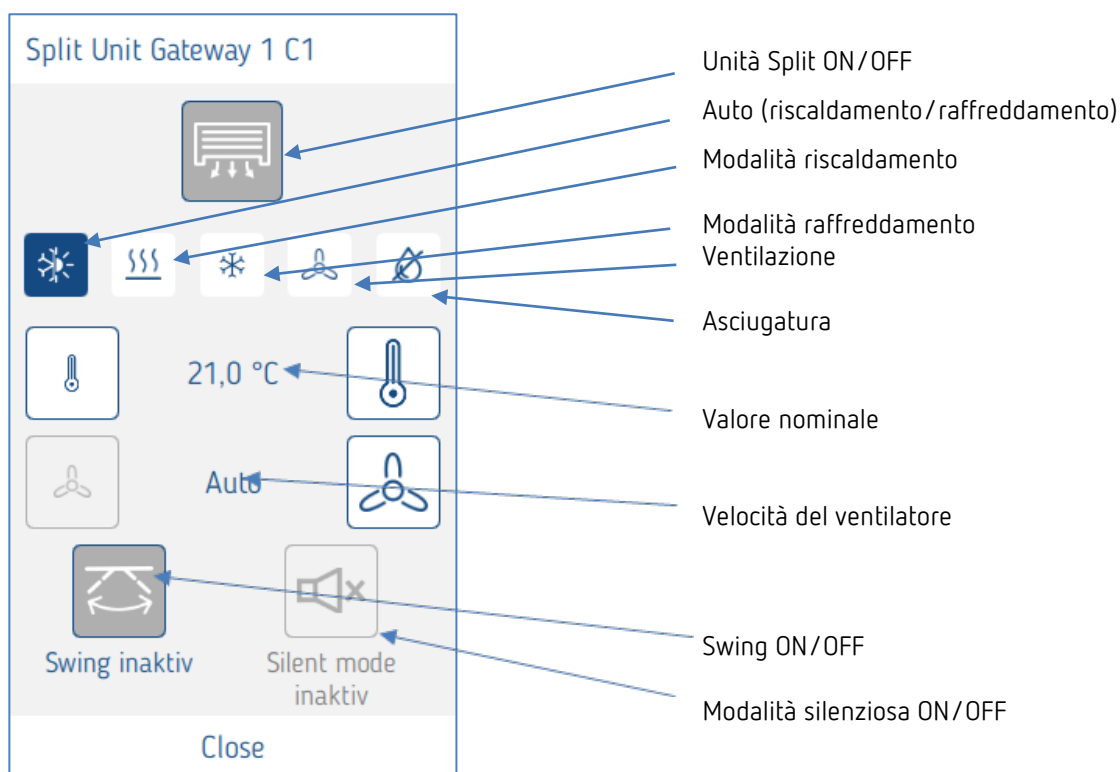 Split Unit Gateway 1 C1
21,0 °C
Auto
Swing inaktiv
Silent mode
inaktiv
Close
Unità Split ON/OFF
Auto (riscaldamento/raffreddamento)
Modalità riscaldamento
Modalità raffreddamento
Ventilazione
Asciugatura
Valore nominale
Velocità del ventilatore
Swing ON/OFF
Modalità silenziosa ON/OFF